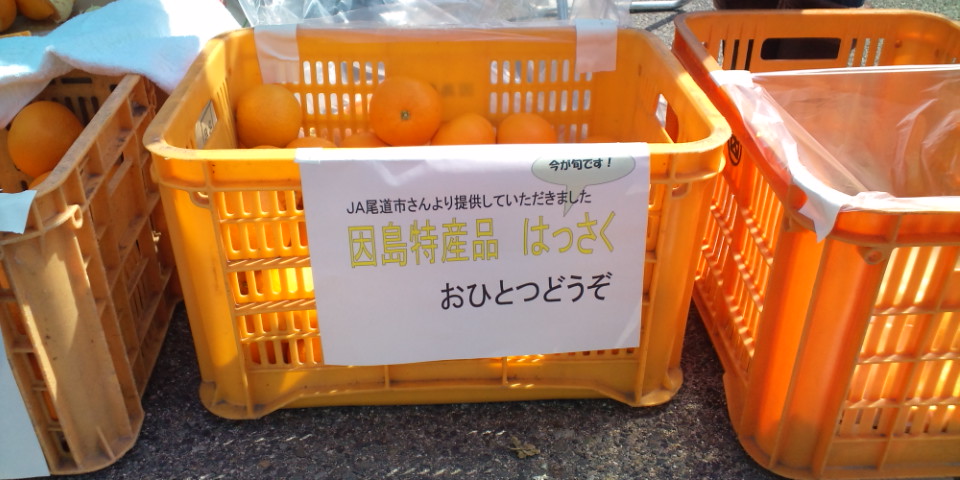 今が旬です！
JA尾道市さんより提供していただきました
因島特産品　はっさく
おひとつどうぞ